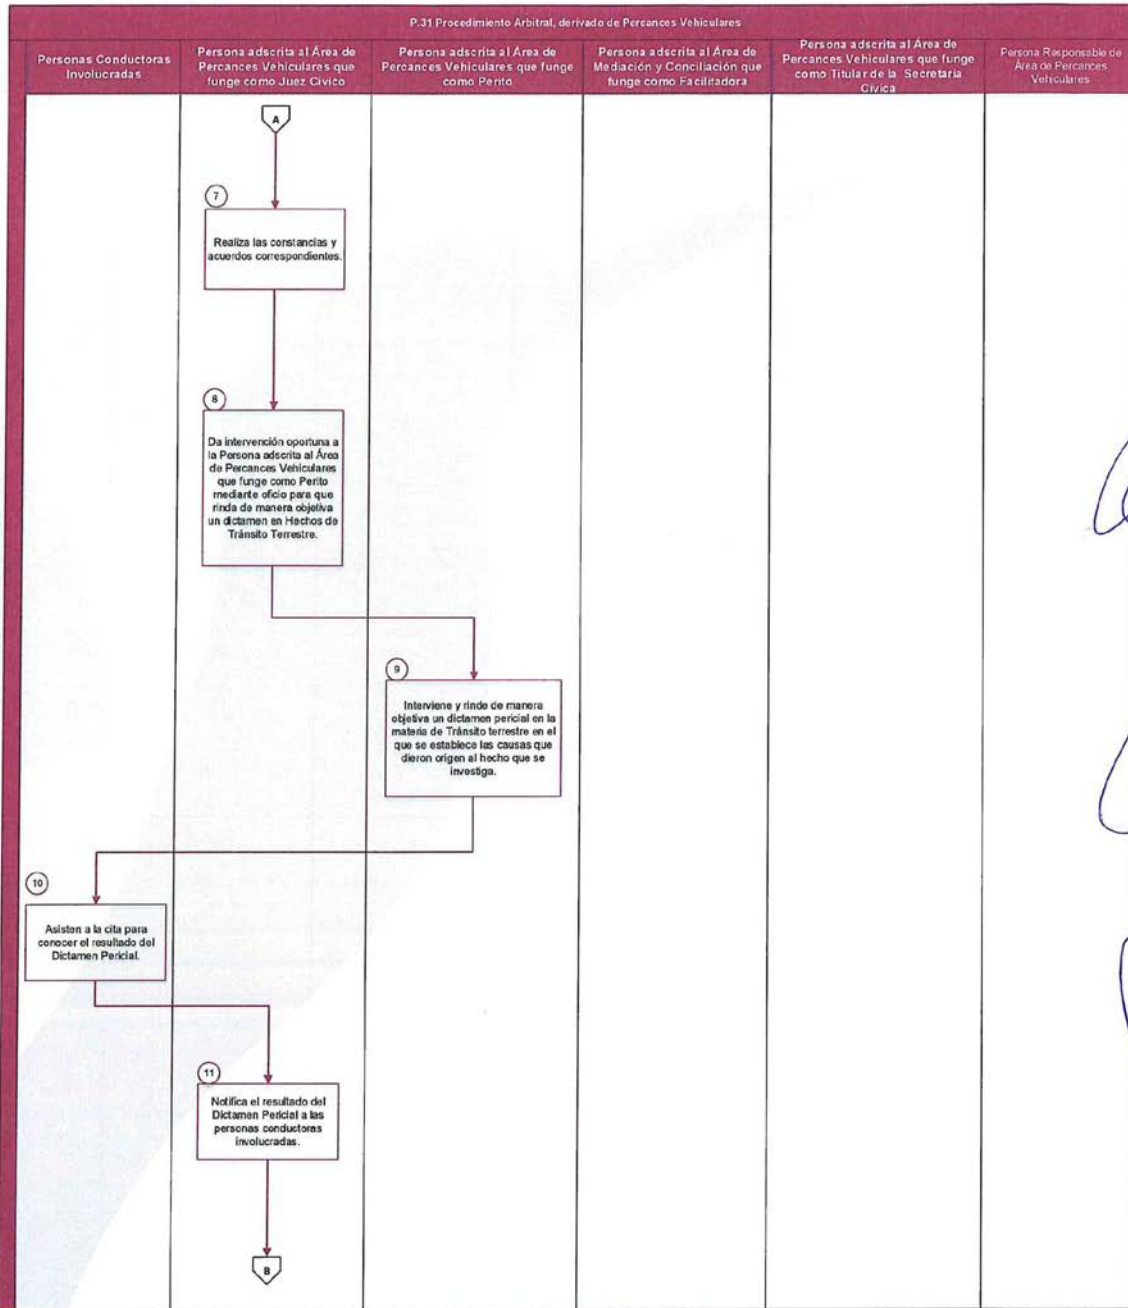 P.31 Procedimiento Arbitral, derivado de Percances Vehiculares
Personas Conductoras
Involucradas
Persona adscrita al Área de
Percances Vehiculares que
funge como Juez Cívico
Persona adscrita al Área de
Percances Vehiculares que funge
como Perito
Persona adscrita al Área de
Mediación y Conciliación que
funge como Facilitadora
Persona adscrita al Área de
Percances Vehiculares que funge
como Titular de la Secretaria
Cívica
Persona Responsable de
Área de Percances
Vehiculares
A
7
Realiza las constancias y
acuerdos correspondientes.
8
Da intervención oportuna a
la Persona adscrita al Área
de Percances Vehiculares
que funge como Perito
mediante oficio para que
rinda de manera objetiva
un dictamen en Hechos de
Tránsito Terrestre.
9
Interviene y rinde de manera
objetiva un dictamen pericial en la
materia de Tránsito terrestre en el
que se establece las causas que
dieron origen al hecho que se
investiga.
10
Asisten a la cita para
conocer el resultado del
Dictamen Pericial.
11
Notifica el resultado del
Dictamen Pericial a las
personas conductoras
involucradas.
B